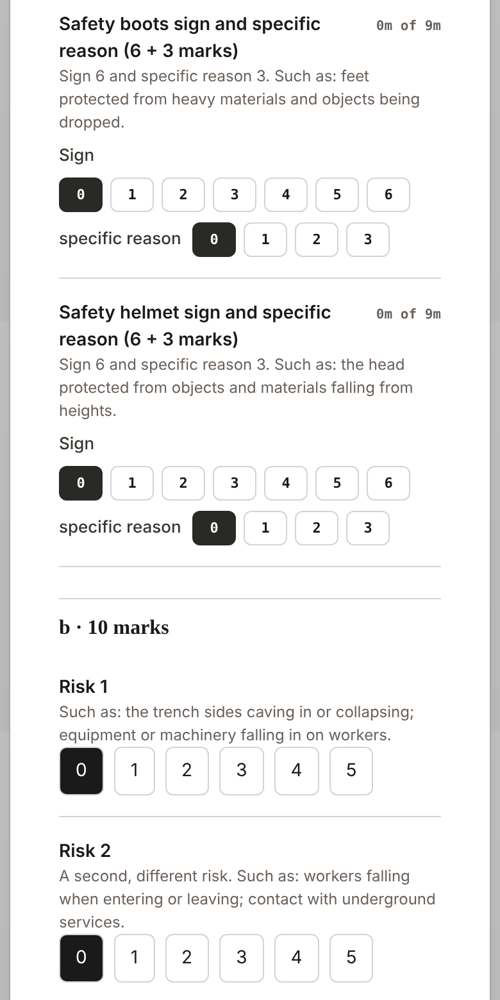 Safety boots sign and specific reason (6 + 3 marks)
0m of 9m
Sign 6 and specific reason 3. Such as: feet
protected from heavy materials and objects being
dropped.
Sign
0 1 2 3 4 5 6
specific reason 0 1 2 3
Safety helmet sign and specific reason (6 + 3 marks)
0m of 9m
Sign 6 and specific reason 3. Such as: the head
protected from objects and materials falling from
heights.
Sign
0 1 2 3 4 5 6
specific reason 0 1 2 3
b · 10 marks
Risk 1
Such as: the trench sides caving in or collapsing;
equipment or machinery falling in on workers.
0 1 2 3 4 5
Risk 2
A second, different risk. Such as: workers falling
when entering or leaving; contact with underground
services.
0 1 2 3 4 5